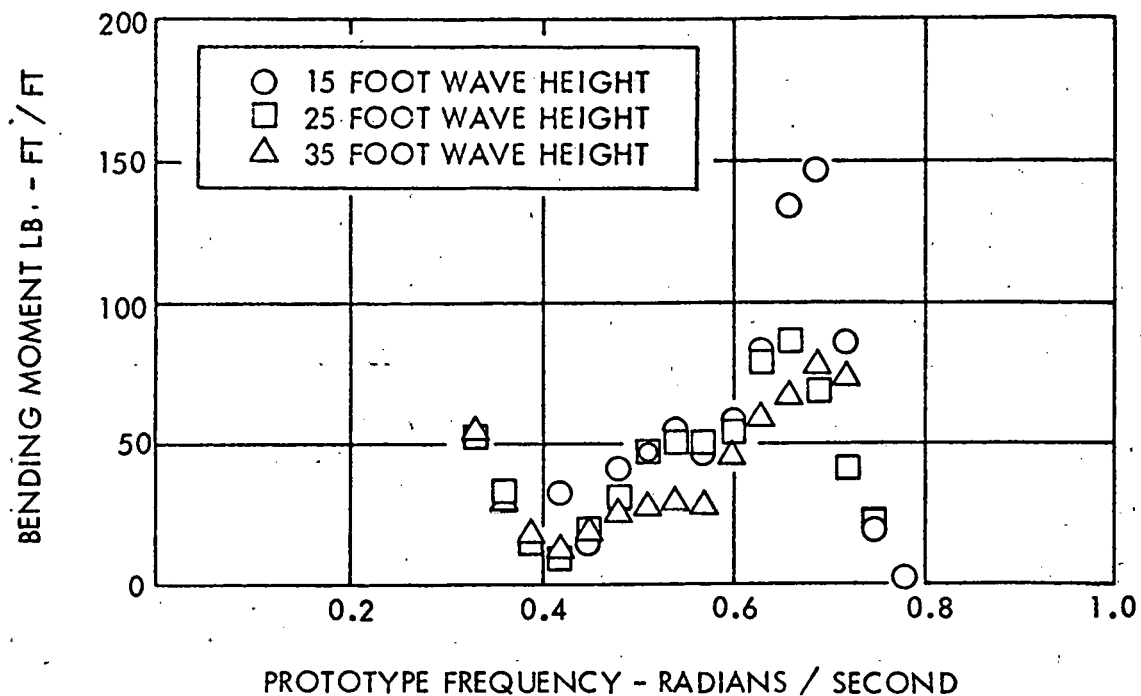 200
150
100
50
0
BENDING MOMENT LB. - FT / FT
15 FOOT WAVE HEIGHT
25 FOOT WAVE HEIGHT
35 FOOT WAVE HEIGHT
0.2
0.4
0.6
0.8
1.0
PROTOTYPE FREQUENCY - RADIANS / SECOND